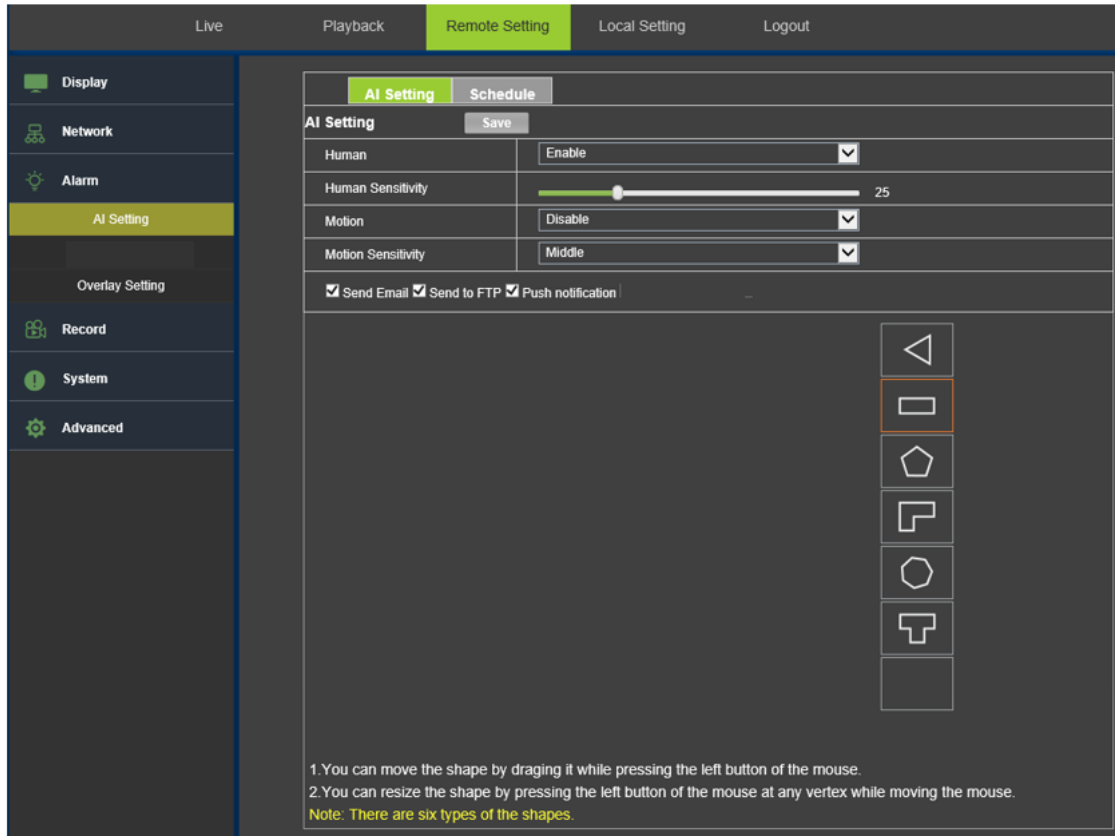 Live Playback Remote Setting Local Setting Logout
Display
Network
Alarm
AI Setting
Overlay Setting
Record
System
Advanced
AI Setting Schedule
AI Setting Save
Human Enable
Human Sensitivity 25
Motion Disable
Motion Sensitivity Middle
Send Email Send to FTP Push notification
1.You can move the shape by draging it while pressing the left button of the mouse.
2.You can resize the shape by pressing the left button of the mouse at any vertex while moving the mouse.
Note: There are six types of the shapes.